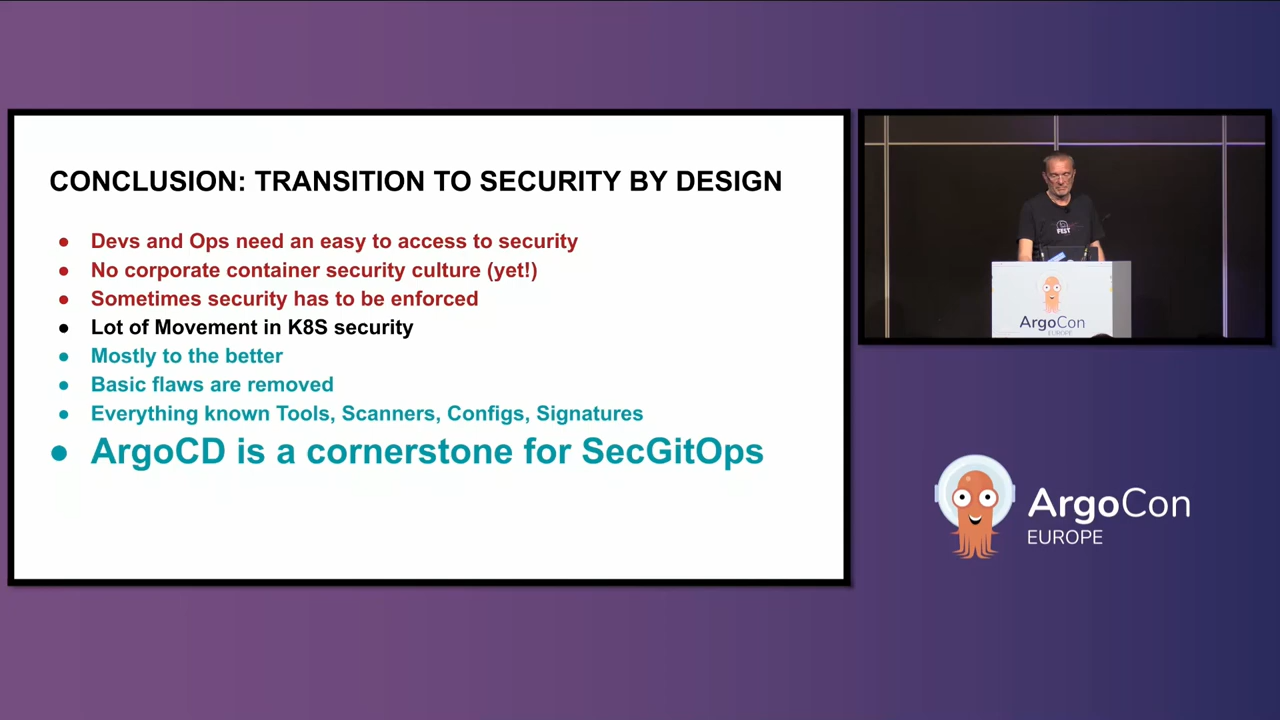 CONCLUSION: TRANSITION TO SECURITY BY DESIGN
● Devs and Ops need an easy to access to security
● No corporate container security culture (yet!)
● Sometimes security has to be enforced
● Lot of Movement in K8S security
● Mostly to the better
● Basic flaws are removed
● Everything known Tools, Scanners, Configs, Signatures
● ArgoCD is a cornerstone for SecGitOps
FEST
ArgoCon
EUROPE
ArgoCon
EUROPE